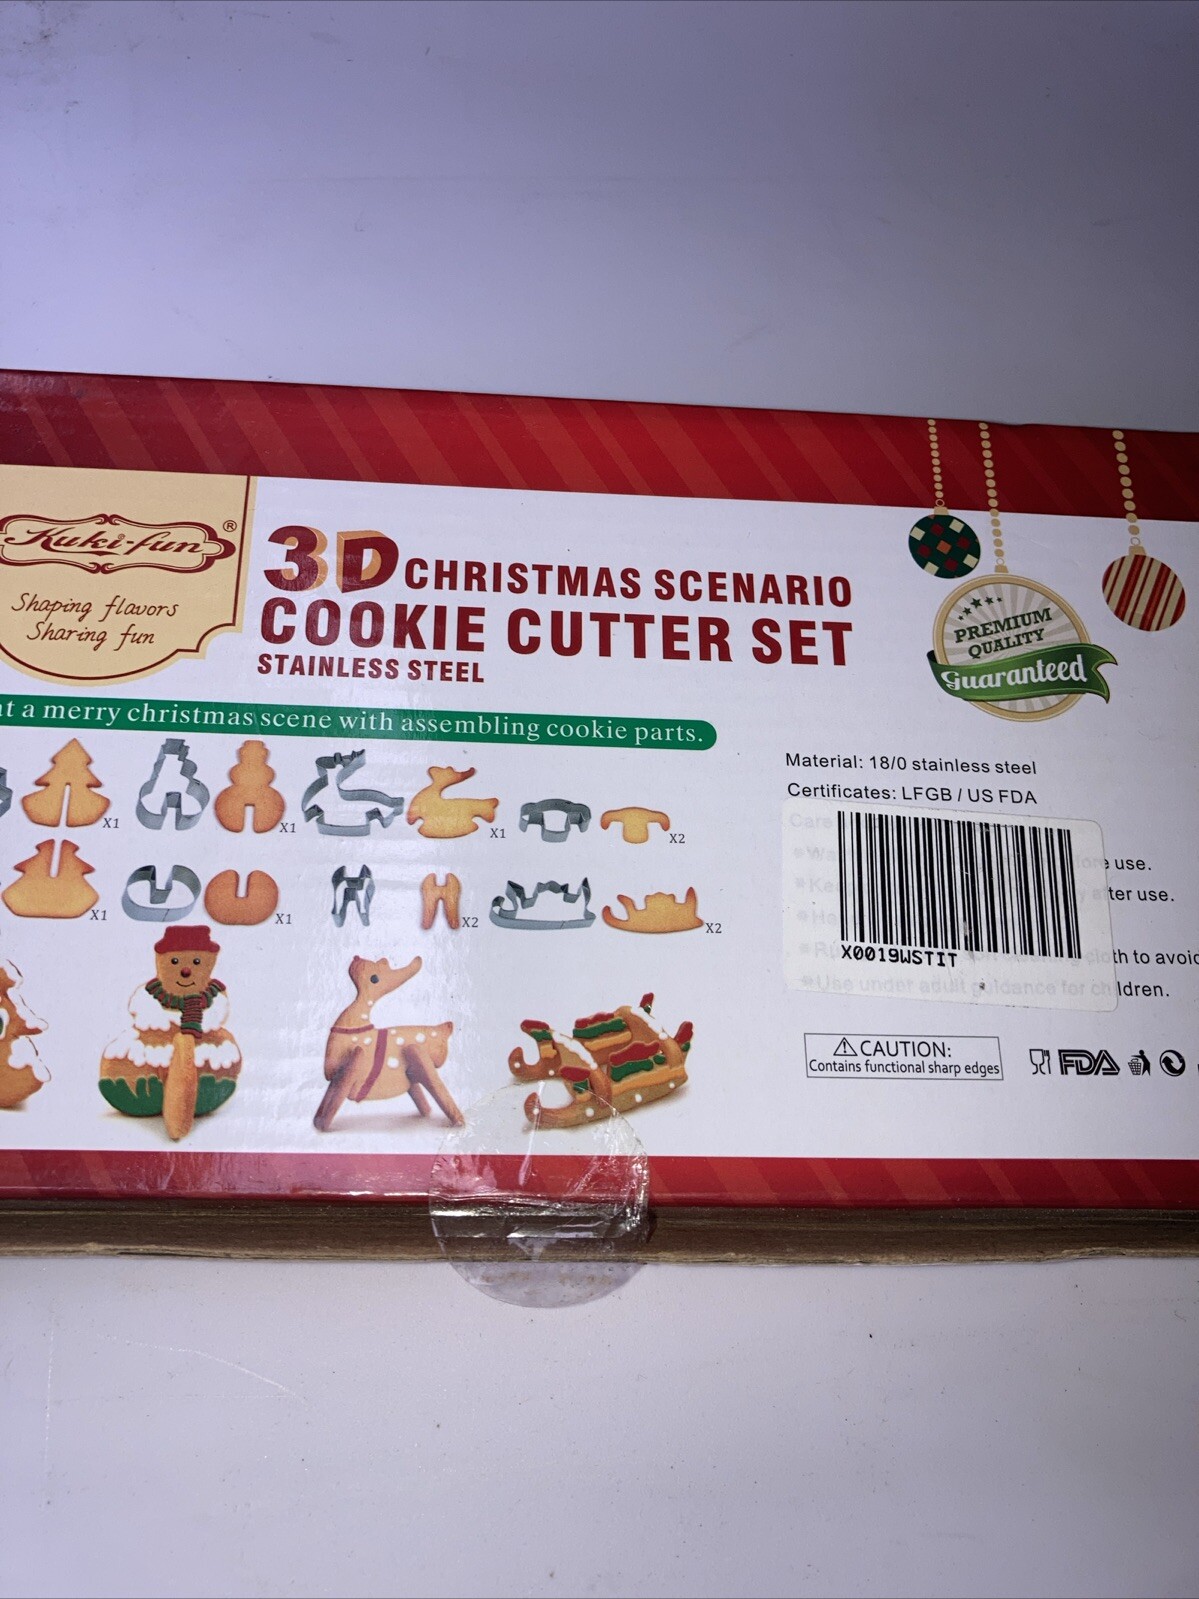 Kuki-fun®
Shaping flavors
Sharing fun
3D CHRISTMAS SCENARIO
COOKIE CUTTER SET
STAINLESS STEEL
a merry christmas scene with assembling cookie parts.
PREMIUM
QUALITY
Guaranteed
X1
X1
X1
X2
X1
X1
X2
X2
Material: 18/0 stainless steel
Certificates: LFGB / US FDA
Care
use.
after use.
cloth to avoid
Use under adult guidance for children.
X0019WSTIT
CAUTION:
Contains functional sharp edges
FDA